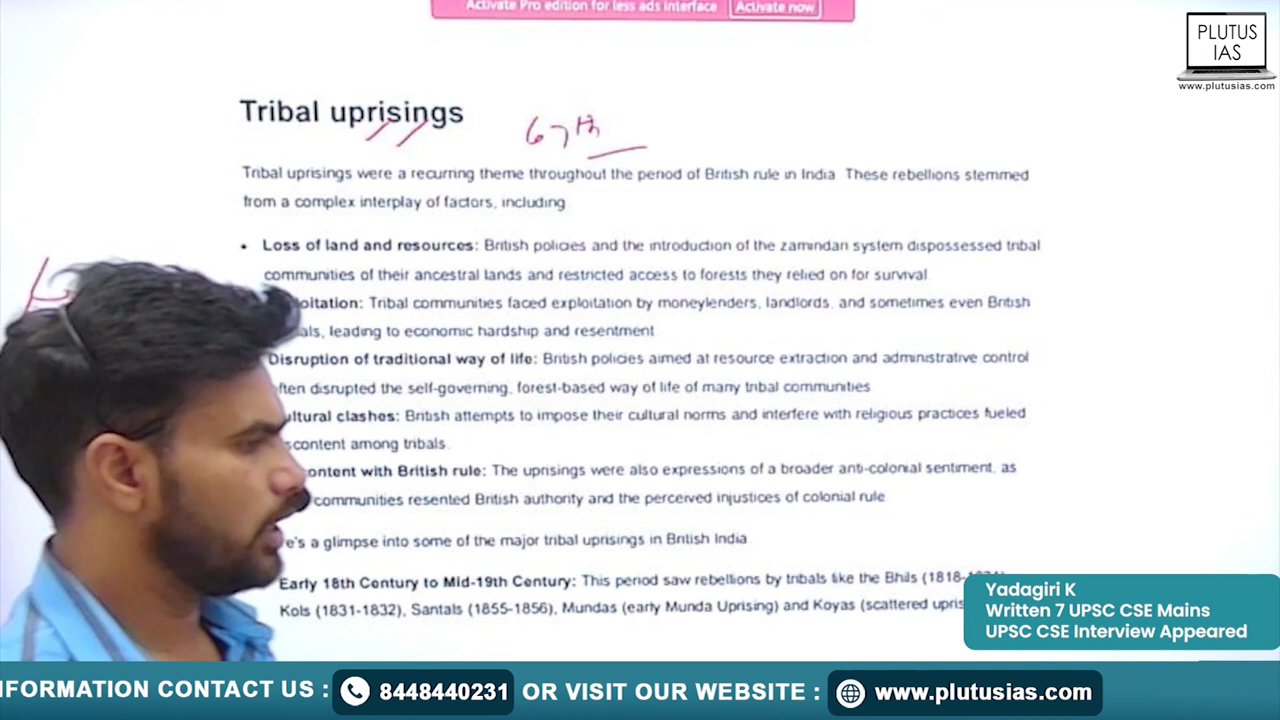 Activate Pro edition for less ads interface Activate now
PLUTUS
IAS
www.plutusias.com
Tribal uprisings
67th
Tribal uprisings were a recurring theme throughout the period of British rule in India These rebellions stemmed
from a complex interplay of factors, including
• Loss of land and resources: British policies and the introduction of the zamindari system dispossessed tribal
communities of their ancestral lands and restricted access to forests they relied on for survival
oitation: Tribal communities faced exploitation by moneylenders, landlords, and sometimes even British
als, leading to economic hardship and resentment
Disruption of traditional way of life: British policies aimed at resource extraction and administrative control
ften disrupted the self-governing, forest-based way of life of many tribal communities
ltural clashes: British attempts to impose their cultural norms and interfere with religious practices fueled
scontent among tribals.
ontent with British rule: The uprisings were also expressions of a broader anti-colonial sentiment, as
communities resented British authority and the perceived injustices of colonial rule
e's a glimpse into some of the major tribal uprisings in British India
Early 18th Century to Mid-19th Century: This period saw rebellions by tribals like the Bhils (1818-
Kols (1831-1832), Santals (1855-1856), Mundas (early Munda Uprising) and Koyas (scattered upris
Yadagiri K
Written 7 UPSC CSE Mains
UPSC CSE Interview Appeared
NFORMATION CONTACT US : 8448440231 OR VISIT OUR WEBSITE : www.plutusias.com